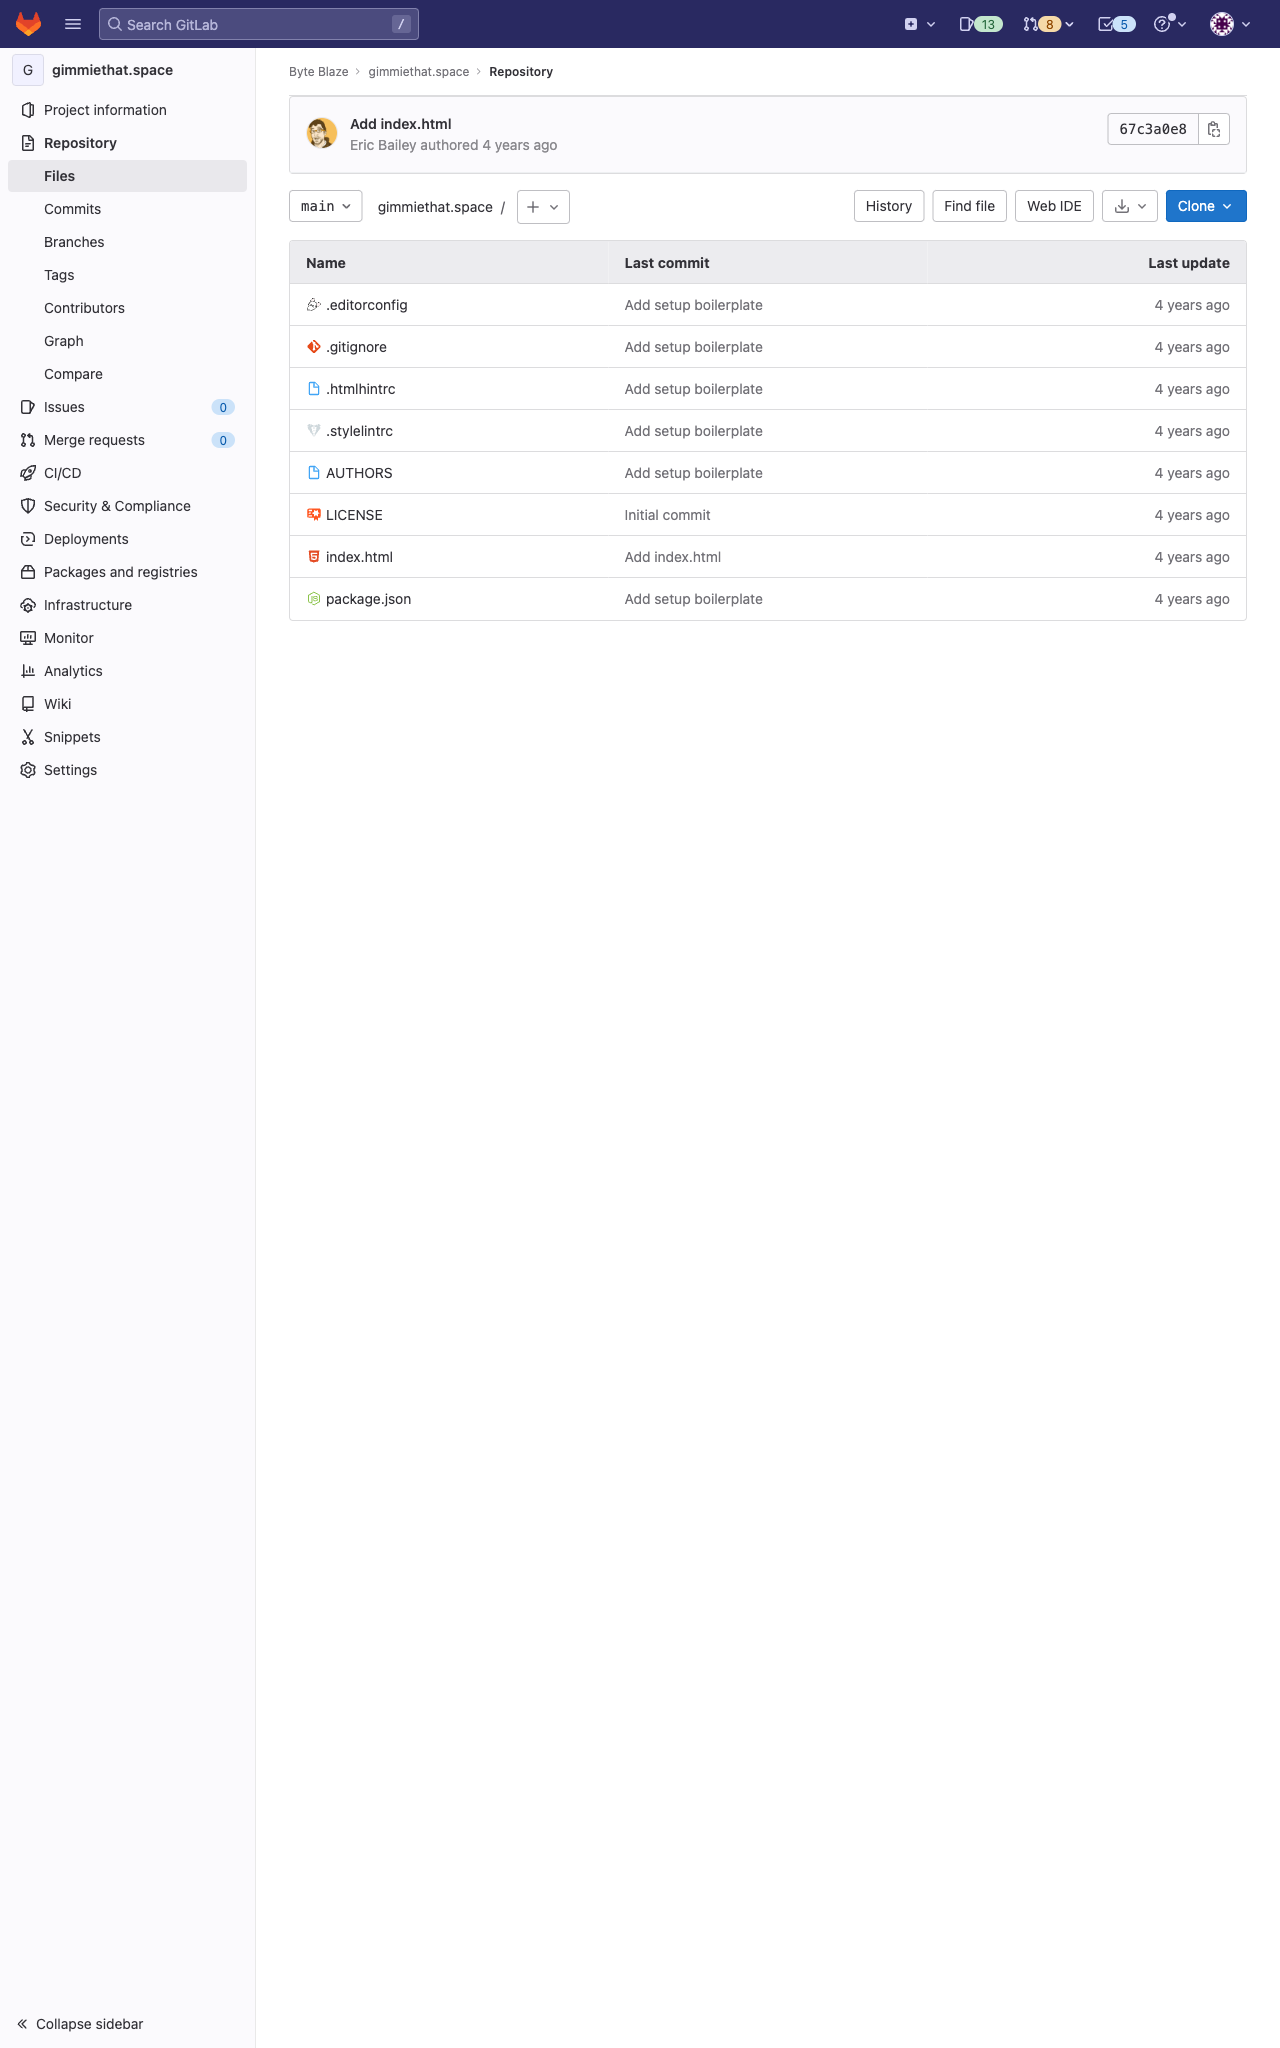 Search GitLab /
13
8
5
G gimmiethat.space
Project information
Repository
Files
Commits
Branches
Tags
Contributors
Graph
Compare
Issues 0
Merge requests 0
CI/CD
Security & Compliance
Deployments
Packages and registries
Infrastructure
Monitor
Analytics
Wiki
Snippets
Settings
Collapse sidebar
Byte Blaze gimmiethat.space Repository
Add index.html
Eric Bailey authored 4 years ago
67c3a0e8
main gimmiethat.space / History Find file Web IDE Clone
Name Last commit Last update
.editorconfig Add setup boilerplate 4 years ago
.gitignore Add setup boilerplate 4 years ago
.htmlhintrc Add setup boilerplate 4 years ago
.stylelintrc Add setup boilerplate 4 years ago
AUTHORS Add setup boilerplate 4 years ago
LICENSE Initial commit 4 years ago
index.html Add index.html 4 years ago
package.json Add setup boilerplate 4 years ago